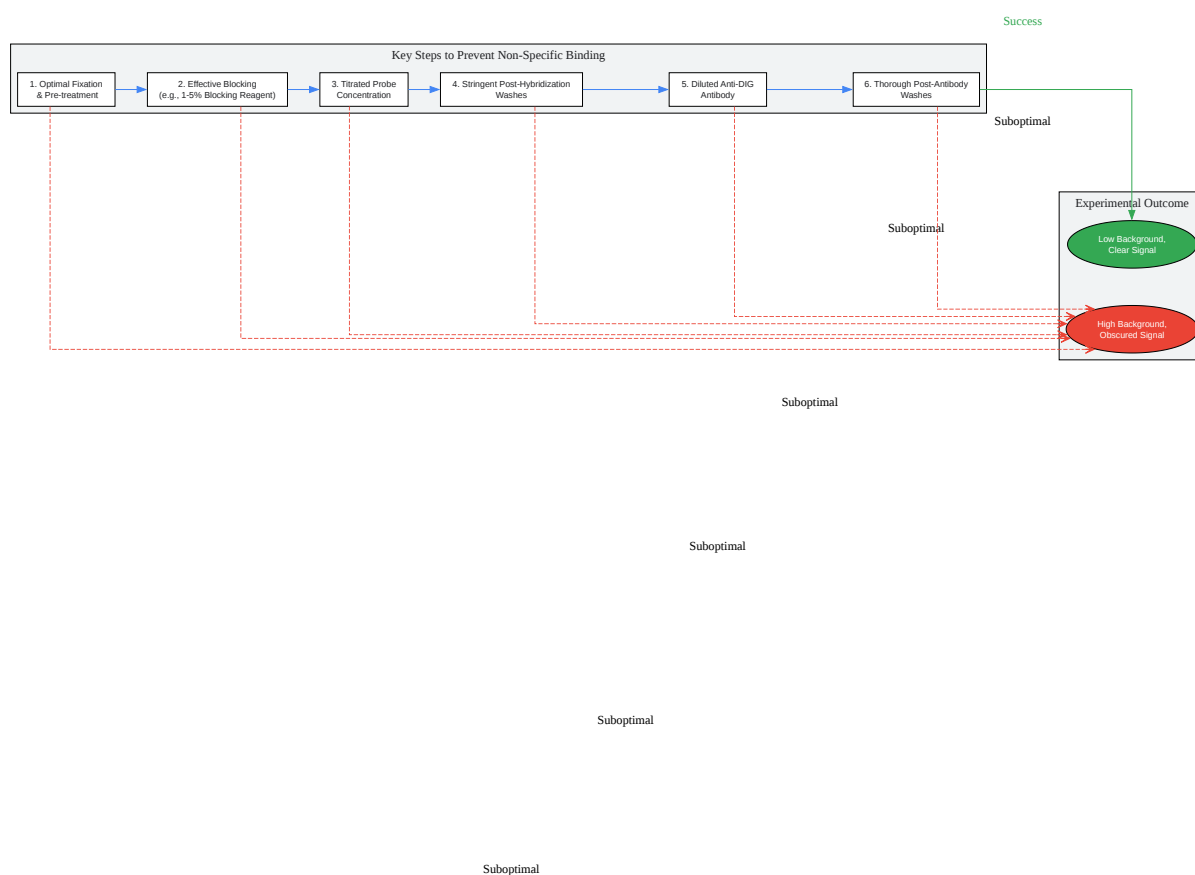 Success
Key Steps to Prevent Non-Specific Binding
1. Optimal Fixation
& Pre-treatment
2. Effective Blocking
(e.g., 1-5% Blocking Reagent)
3. Titrated Probe
Concentration
4. Stringent Post-Hybridization
Washes
5. Diluted Anti-DIG
Antibody
6. Thorough Post-Antibody
Washes
Suboptimal
Experimental Outcome
Suboptimal
Low Background,
Clear Signal
High Background,
Obscured Signal
Suboptimal
Suboptimal
Suboptimal
Suboptimal